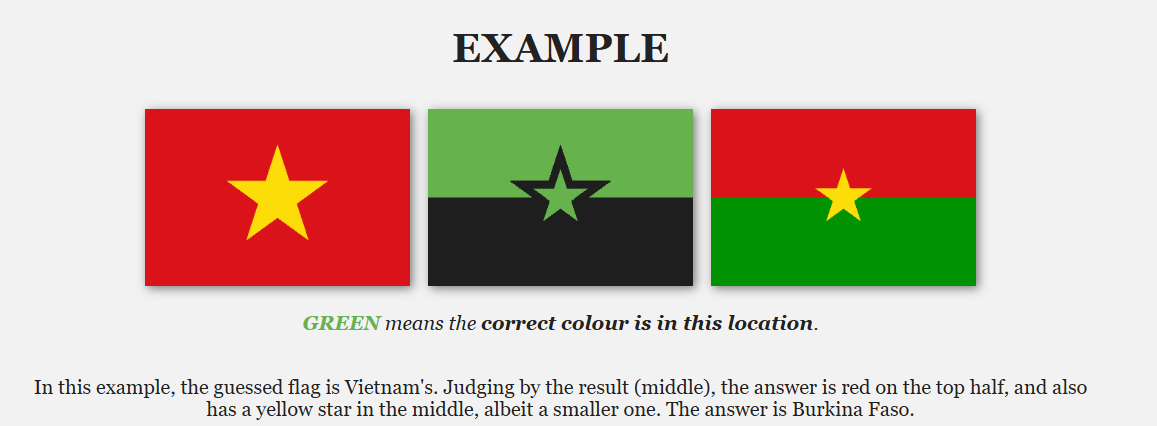 EXAMPLE
GREEN means the correct colour is in this location.
In this example, the guessed flag is Vietnam's. Judging by the result (middle), the answer is red on the top half, and also
has a yellow star in the middle, albeit a smaller one. The answer is Burkina Faso.